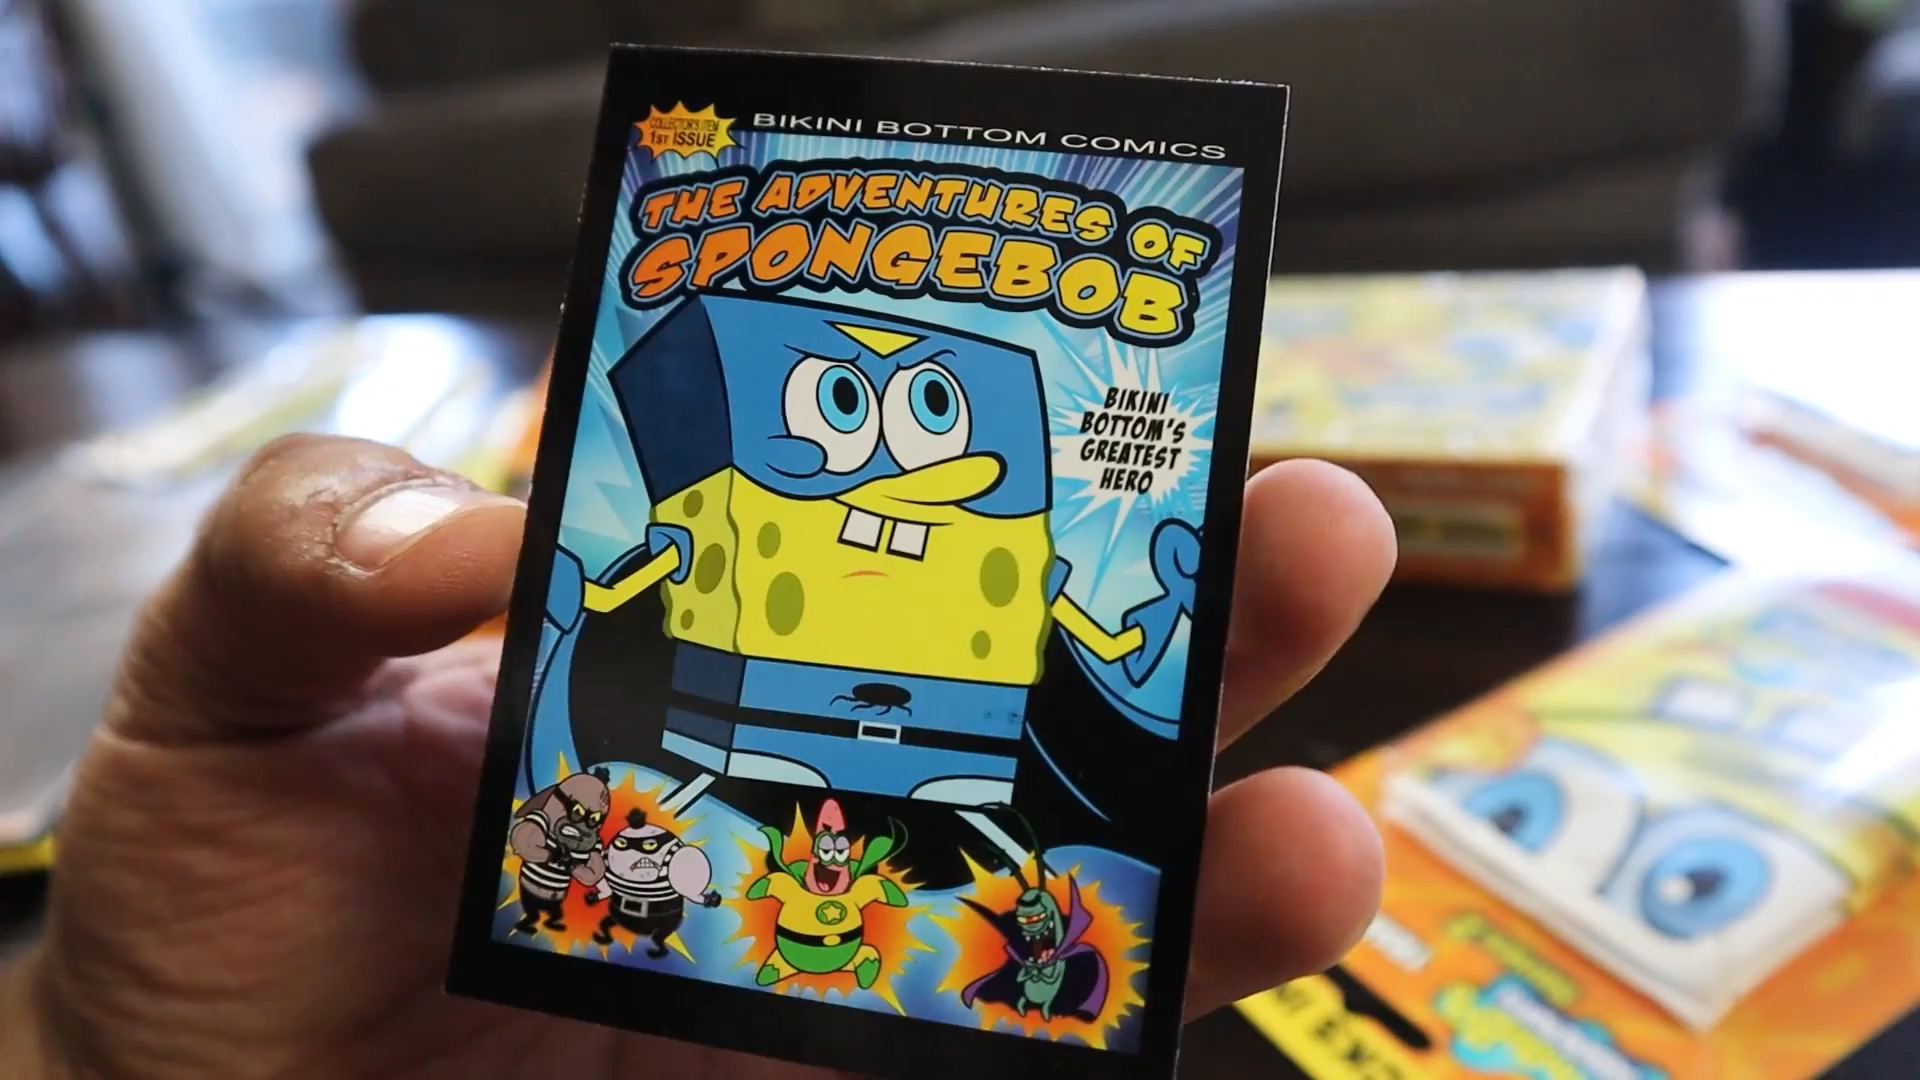 COLLECTOR'S ITEM
1ST ISSUE
BIKINI BOTTOM COMICS
THE ADVENTURES OF
SPONGEBOB
BIKINI
BOTTOM'S
GREATEST
HERO